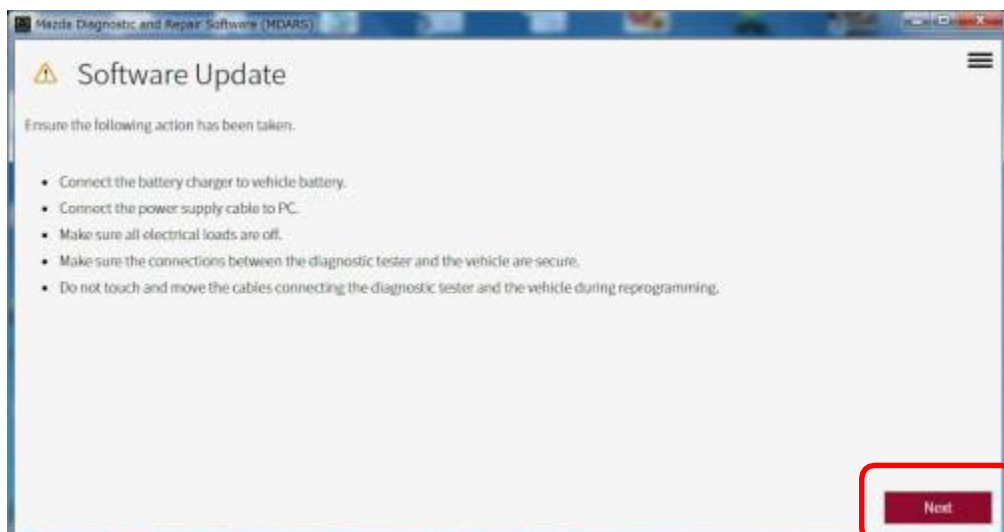 Mazda Diagnostic and Repair Software (MDARS)
Software Update
Ensure the following action has been taken.
• Connect the battery charger to vehicle battery.
• Connect the power supply cable to PC.
• Make sure all electrical loads are off.
• Make sure the connections between the diagnostic tester and the vehicle are secure.
• Do not touch and move the cables connecting the diagnostic tester and the vehicle during reprogramming.
Next